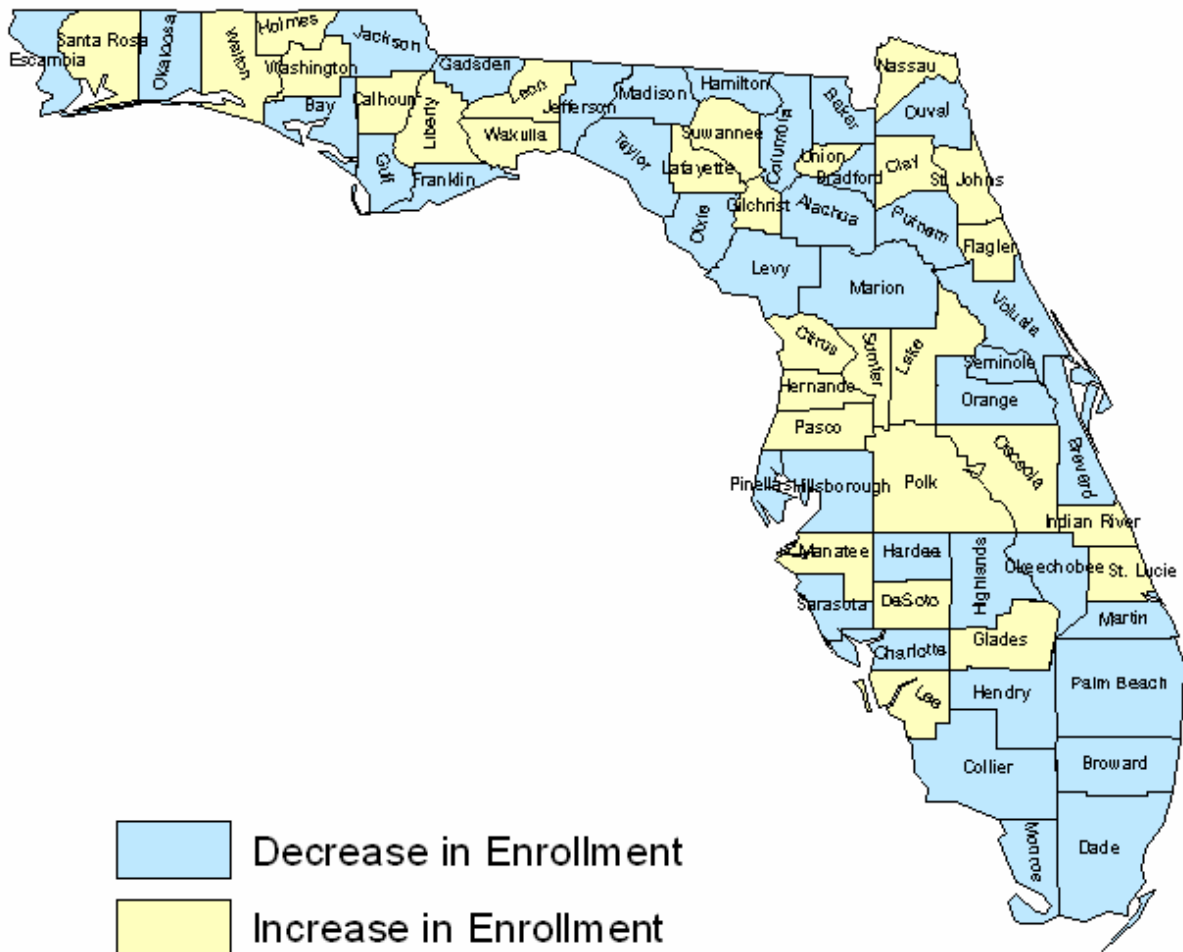 Holmes
Santa Rosa
Escambia
Okaloosa
Walton
Washington
Jackson
Bay
Calhoun
Gadsden
Liberty
Leon
Wakulla
Gulf
Franklin
Jefferson
Madison
Taylor
Hamilton
Suwannee
Lafayette
Columbia
Baker
Nassau
Duval
Union
Bradford
Clay
St. Johns
Gilchrist
Dixie
Alachua
Putnam
Flagler
Levy
Marion
Volusia
Citrus
Sumter
Lake
Seminole
Hernando
Orange
Pasco
Brevard
Pinellas
Hillsborough
Polk
Osceola
Indian River
Manatee
Hardee
Highlands
Okeechobee
St. Lucie
Sarasota
DeSoto
Martin
Charlotte
Glades
Lee
Hendry
Palm Beach
Collier
Broward
Monroe
Dade
Decrease in Enrollment
Increase in Enrollment